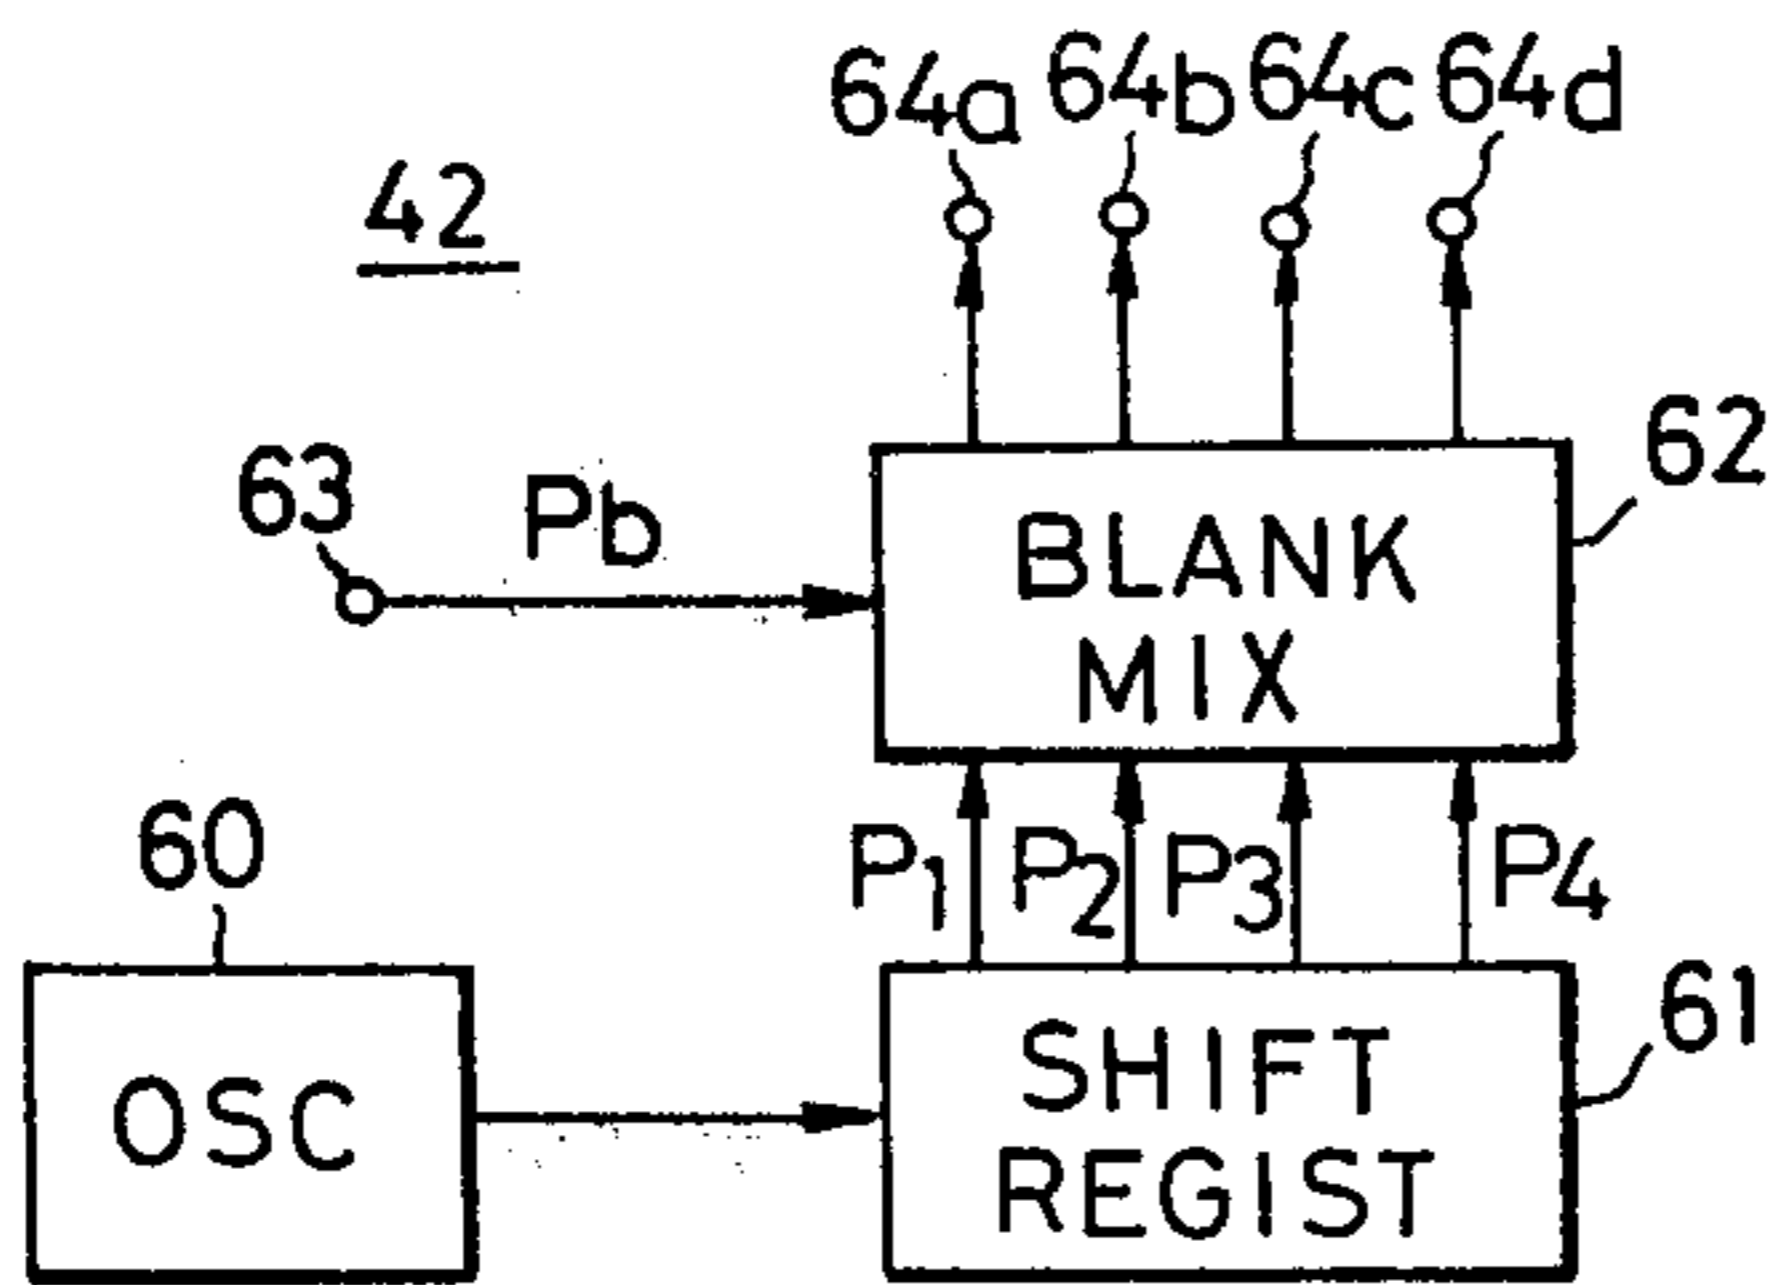 64a 64b 64c 64d
42
62
63
Pb
BLANK
MIX
60
P1 P2 P3 P4
61
OSC
SHIFT
REGIST